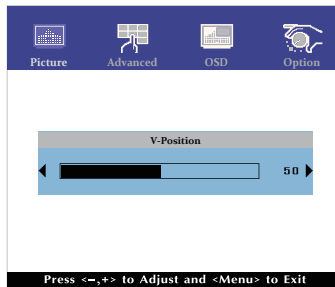 Picture Advanced OSD Option
V-Position
50
Press <–,+> to Adjust and <Menu> to Exit